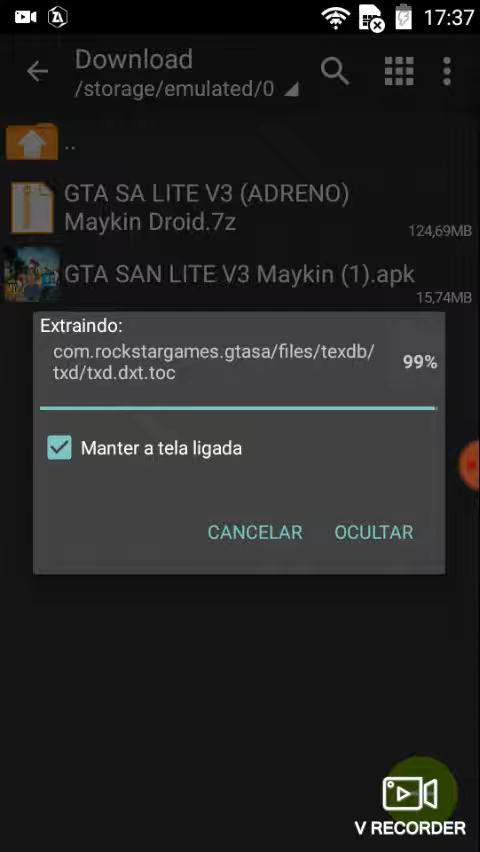 17:37
Download
/storage/emulated/0
..
GTA SA LITE V3 (ADRENO)
Maykin Droid.7z
124,69MB
GTA SAN LITE V3 Maykin (1).apk
15,74MB
Extraindo:
com.rockstargames.gtasa/files/texdb/
txd/txd.dxt.toc
99%
Manter a tela ligada
CANCELAR OCULTAR
V RECORDER